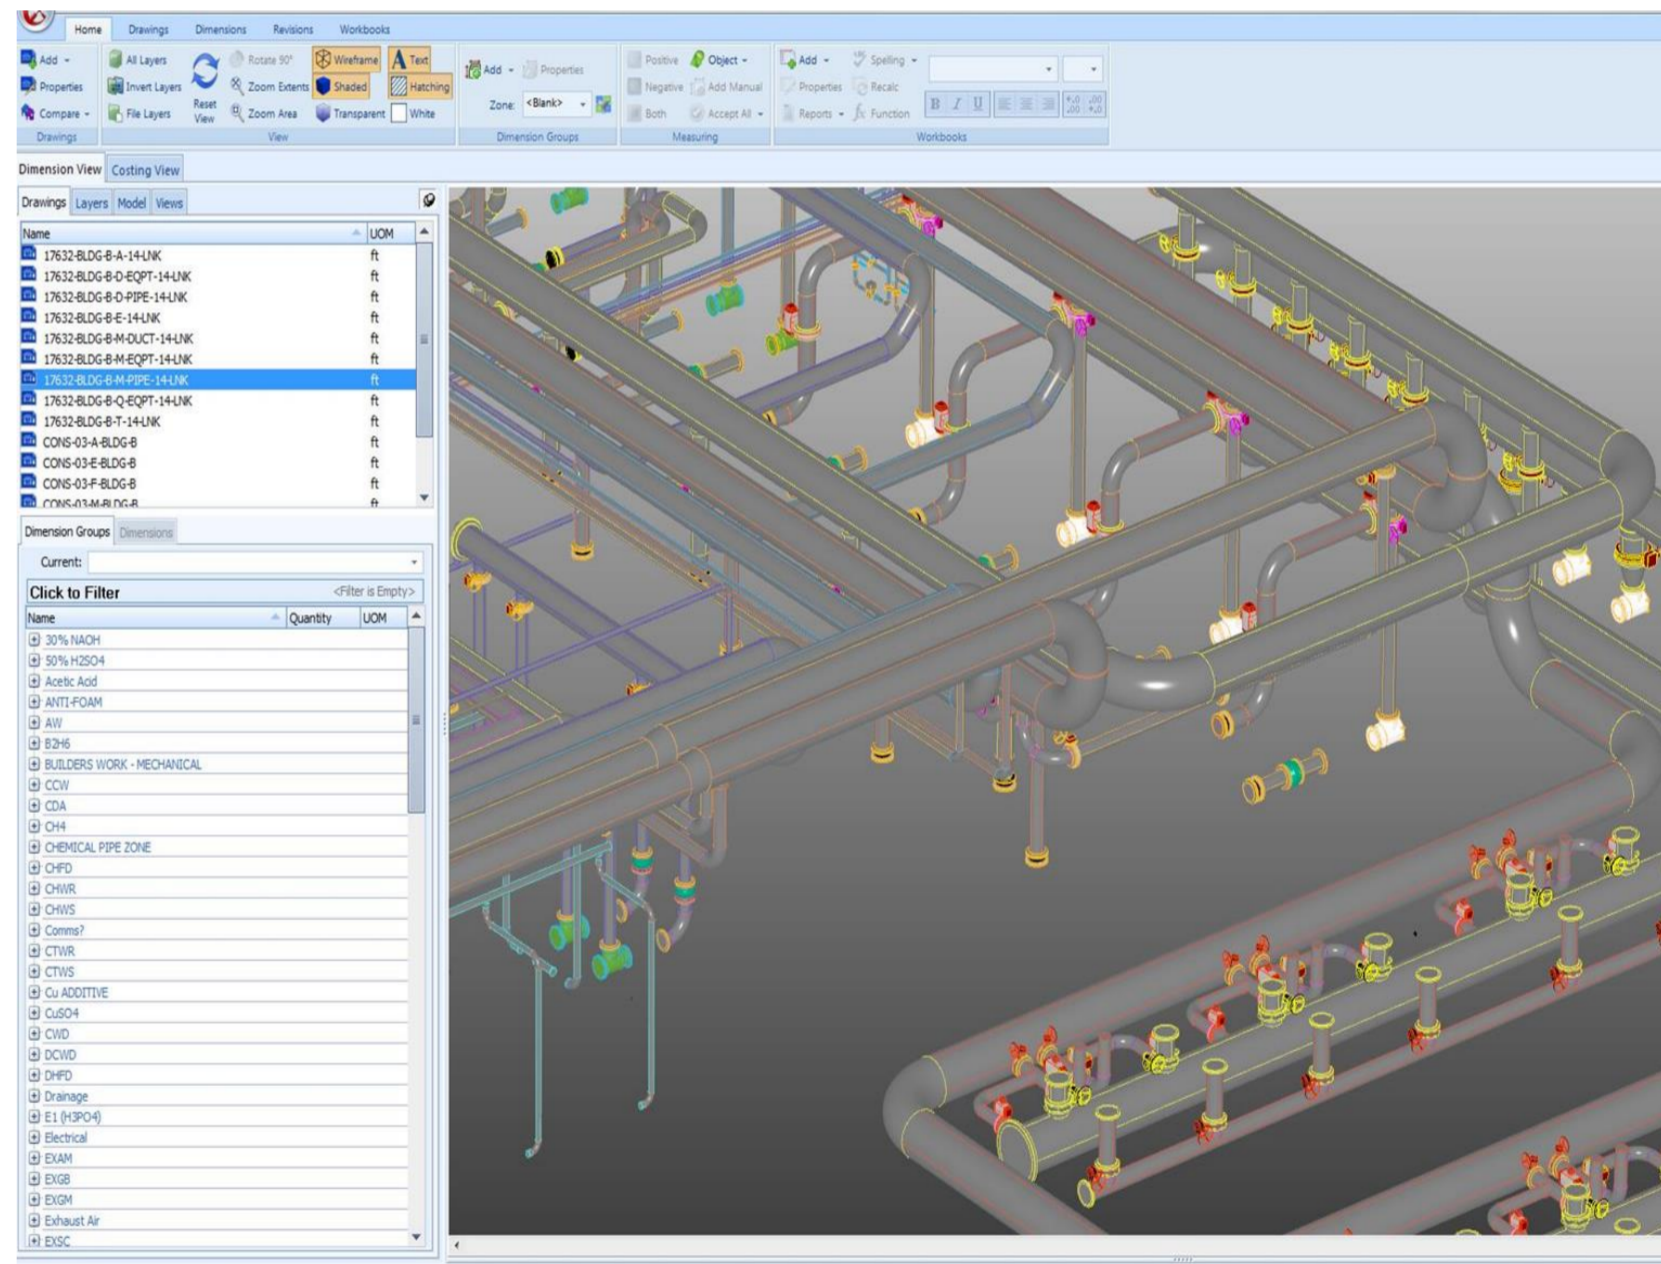 Home Drawings Dimensions Revisions Workbooks
Add All Layers Rotate 90° Wireframe Text Add Properties Positive Object Add Spelling
Properties Invert Layers Reset View Zoom Extents Shaded Hatching Negative Add Manual Properties Recalc
Compare File Layers Zoom Area Transparent White Zone: <Blank> Both Accept All Reports fx Function B I U
Drawings View Dimension Groups Measuring Workbooks
Dimension View Costing View
Drawings Layers Model Views
Name UOM
17632-BLDG-B-A-14-LNK ft
17632-BLDG-B-D-EQPT-14-LNK ft
17632-BLDG-B-D-PIPE-14-LNK ft
17632-BLDG-B-E-14-LNK ft
17632-BLDG-B-M-DUCT-14-LNK ft
17632-BLDG-B-M-EQPT-14-LNK ft
17632-BLDG-B-M-PIPE-14-LNK ft
17632-BLDG-B-Q-EQPT-14-LNK ft
17632-BLDG-B-T-14-LNK ft
CONS-03-A-BLDG-B ft
CONS-03-E-BLDG-B ft
CONS-03-F-BLDG-B ft
CONS-03-M-BLDG-B ft
Dimension Groups Dimensions
Current:
Click to Filter <Filter is Empty>
Name Quantity UOM
30% NAOH
50% H2SO4
Acetic Acid
ANTI-FOAM
AW
B2H6
BUILDERS WORK - MECHANICAL
CCW
CDA
CH4
CHEMICAL PIPE ZONE
CHFD
CHWR
CHWS
Comms?
CTWR
CTWS
Cu ADDITIVE
CuSO4
CWD
DCWD
DHFD
Drainage
E1 (H3PO4)
Electrical
EXAM
EXGB
EXGM
Exhaust Air
EXSC